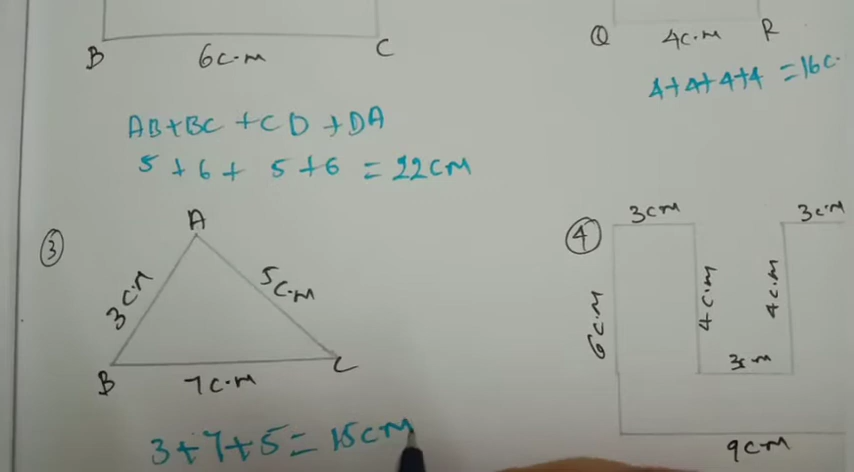 B 6c.m C
AB+BC +CD +DA
5 +6 + 5+6 = 22cm
Q 4c.m R
4+4+4+4 =16c.
③
A
3c.m
5c.m
B 7c.m C
3+7+5=15cm
④
3cm
3cm
6c.m
4c.m
4c.m
3cm
9cm